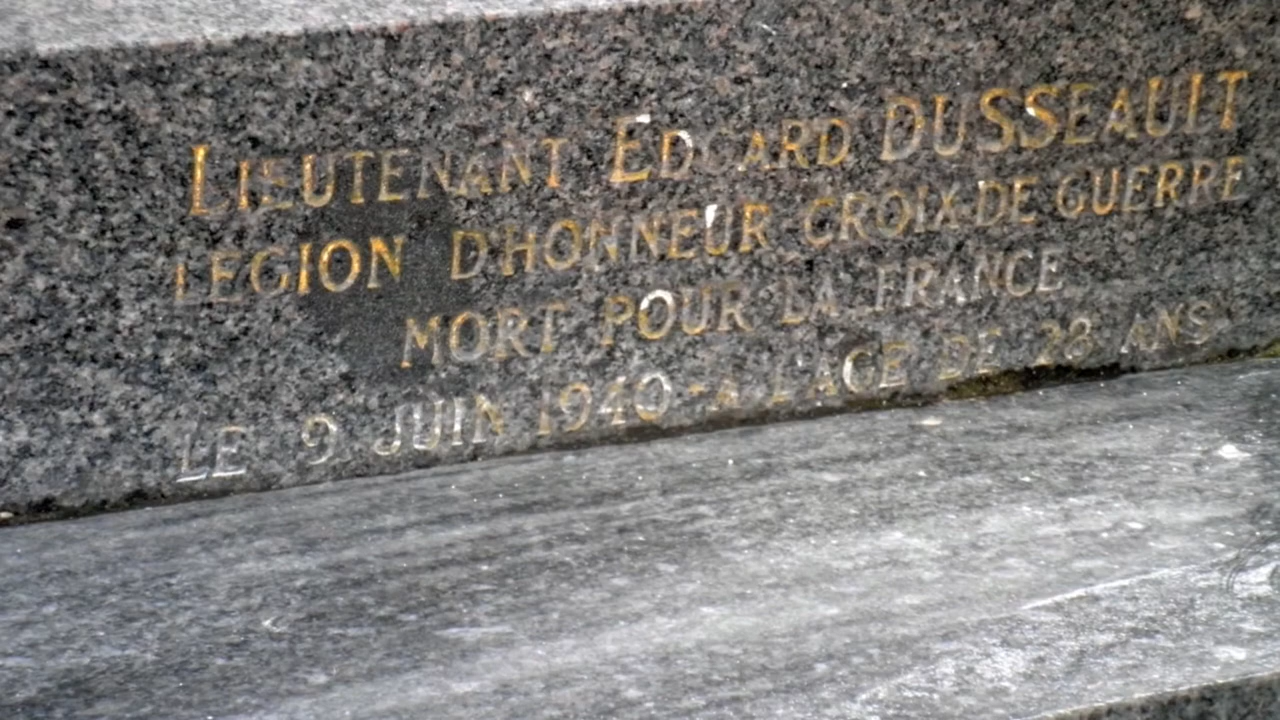 LIEUTENANT EDGARD DUSSEAULT
LEGION D'HONNEUR CROIX DE GUERRE
MORT POUR LA FRANCE
LE 9 JUIN 1940 - A L'AGE DE 28 ANS